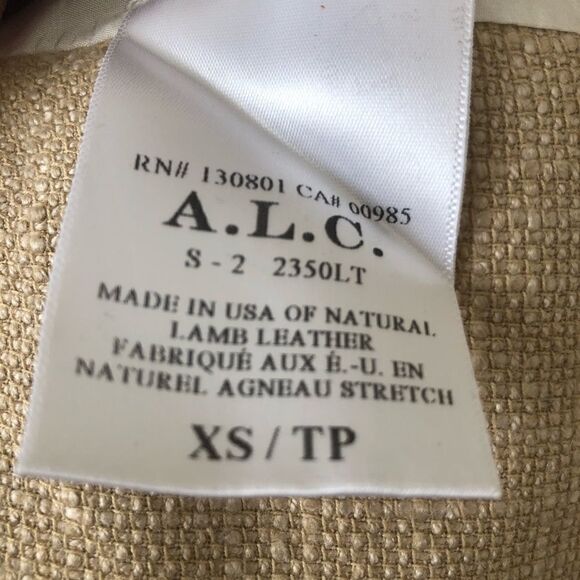 RN# 130801 CA# 00985
A.L.C.
S - 2 2350LT
MADE IN USA OF NATURAL
LAMB LEATHER
FABRIQUÉ AUX É.-U. EN
NATUREL AGNEAU STRETCH
XS / TP